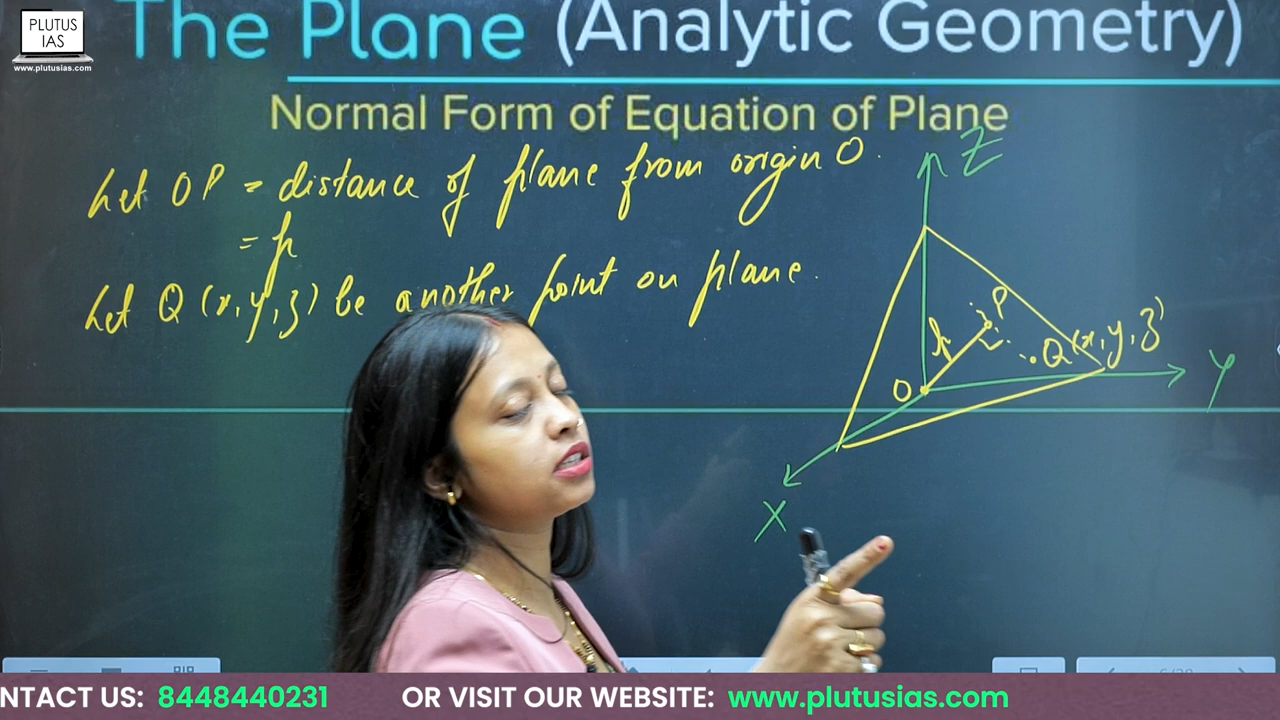 PLUTUS
IAS
www.plutusias.com
The Plane (Analytic Geometry)
Normal Form of Equation of Plane
Let OP = distance of plane from origin O.
= p
Let Q (x, y, z) be another point on plane.
Z
P
p
Q (x, y, z)
O
Y
X
NTACT US: 8448440231 OR VISIT OUR WEBSITE: www.plutusias.com